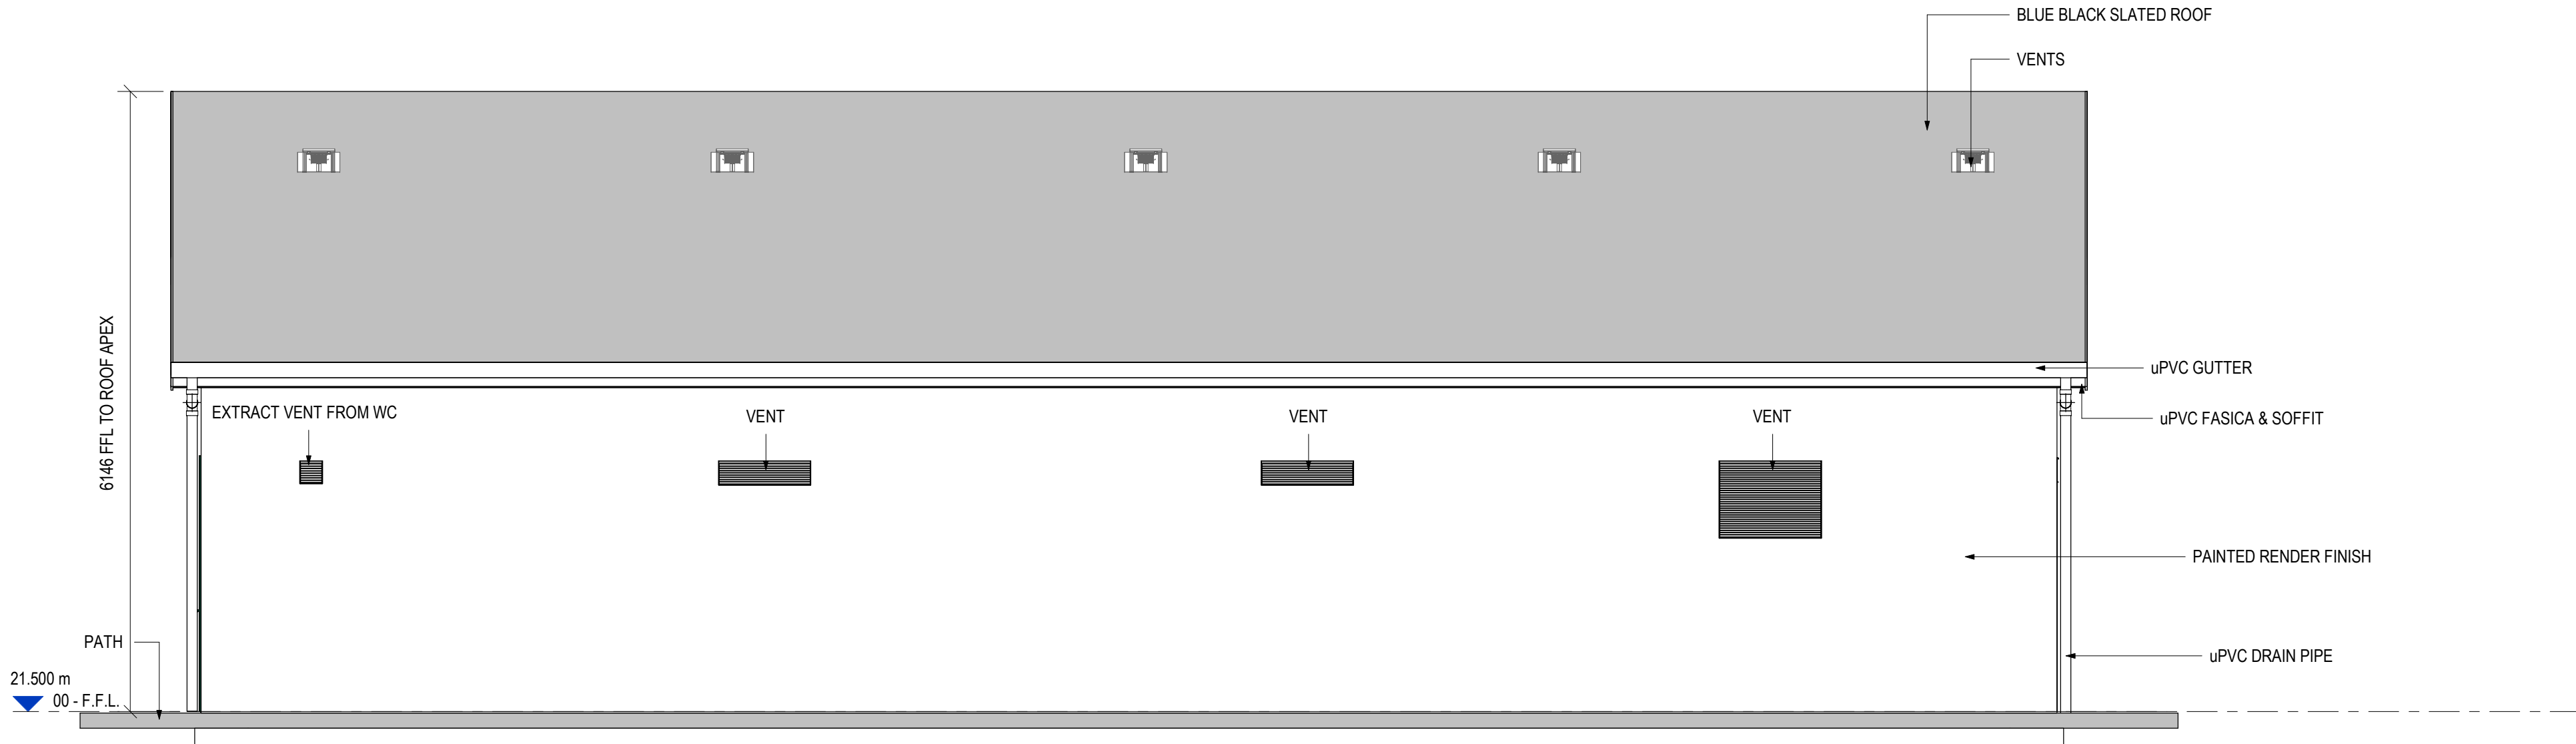 BLUE BLACK SLATED ROOF
VENTS
6146 FFL TO ROOF APEX
uPVC GUTTER
EXTRACT VENT FROM WC
VENT
VENT
VENT
uPVC FASICA & SOFFIT
PAINTED RENDER FINISH
PATH
uPVC DRAIN PIPE
21.500 m
00 - F.F.L.